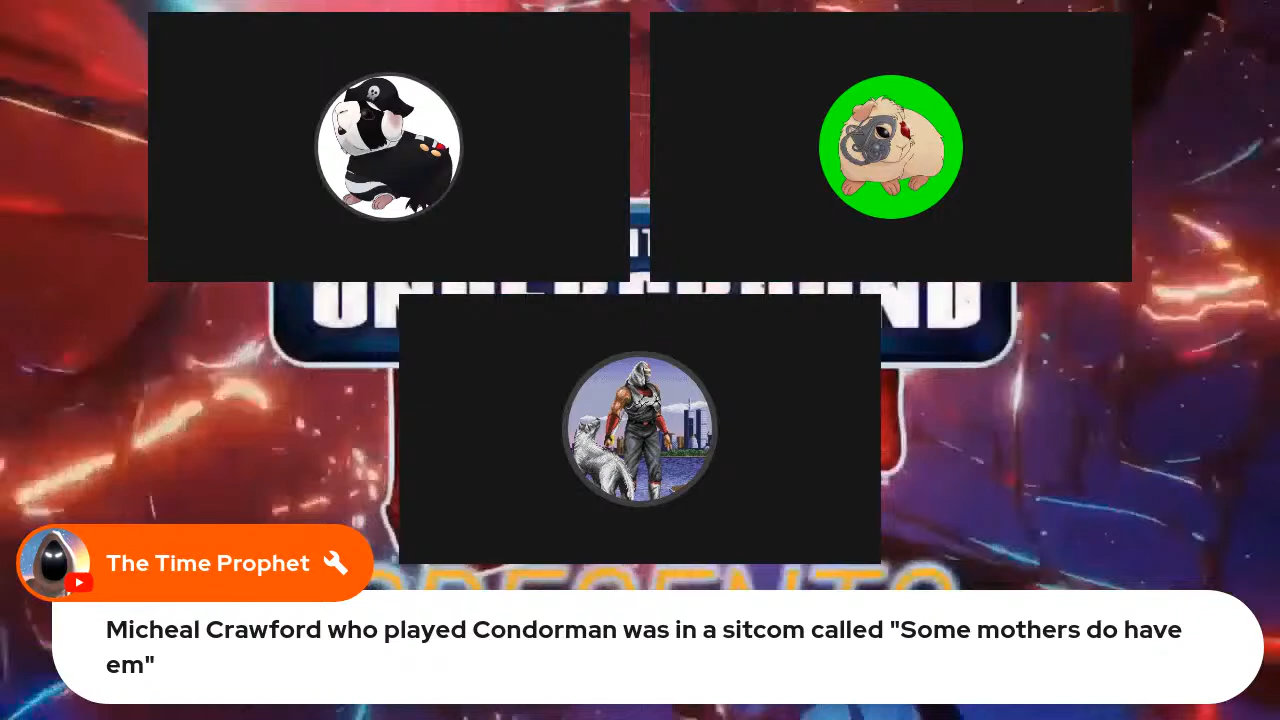 The Time Prophet
Micheal Crawford who played Condorman was in a sitcom called "Some mothers do have
em"